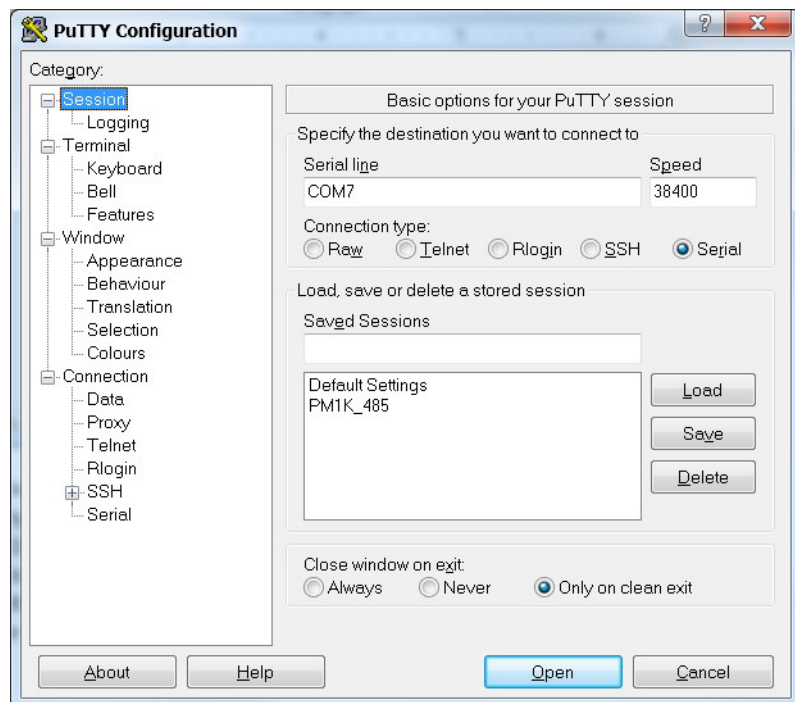 PuTTY Configuration
?
X
Category:
Session
Logging
Terminal
Keyboard
Bell
Features
Window
Appearance
Behaviour
Translation
Selection
Colours
Connection
Data
Proxy
Telnet
Rlogin
SSH
Serial
Basic options for your PuTTY session
Specify the destination you want to connect to
Serial line Speed
COM7 38400
Connection type:
Raw Telnet Rlogin SSH Serial
Load, save or delete a stored session
Saved Sessions
Default Settings
PM1K_485
Load
Save
Delete
Close window on exit:
Always Never Only on clean exit
About Help Open Cancel